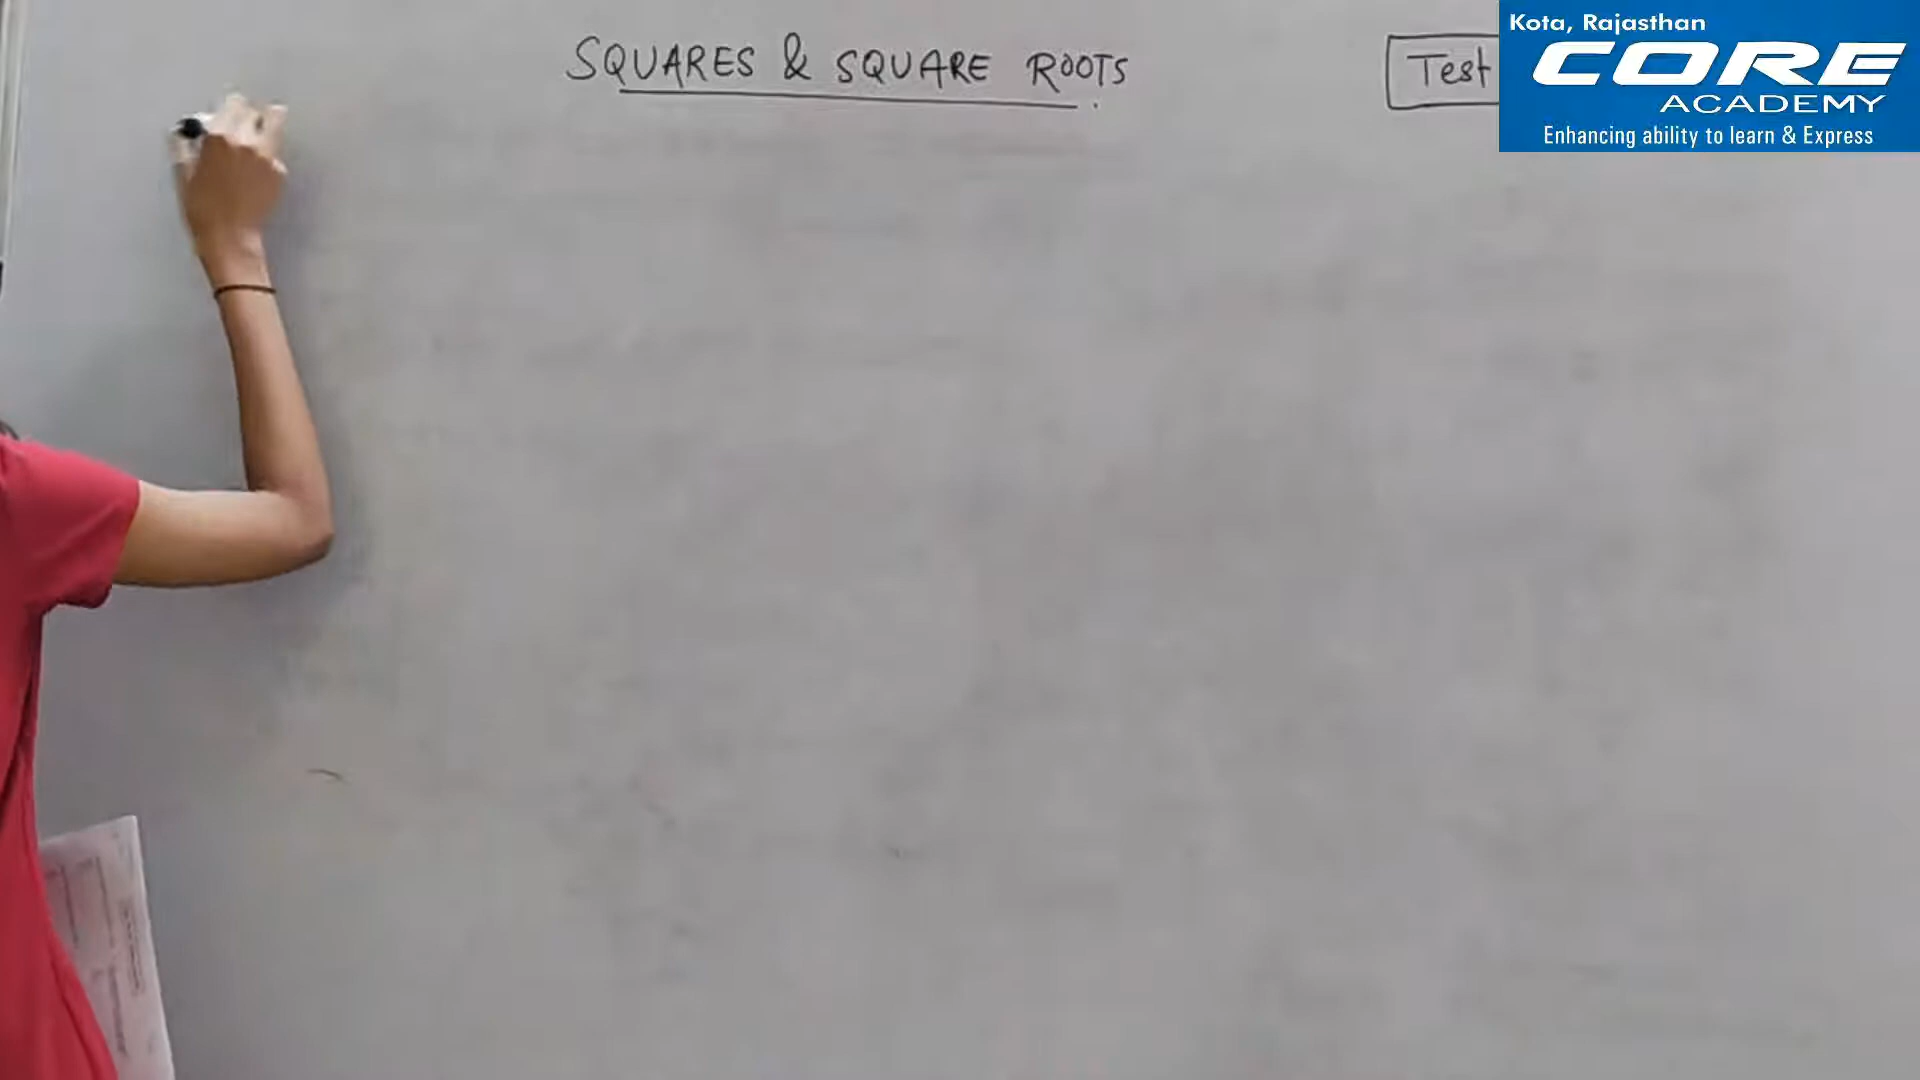 SQUARES & SQUARE ROOTS
Test
Kota, Rajasthan
CORE
ACADEMY
Enhancing ability to learn & Express